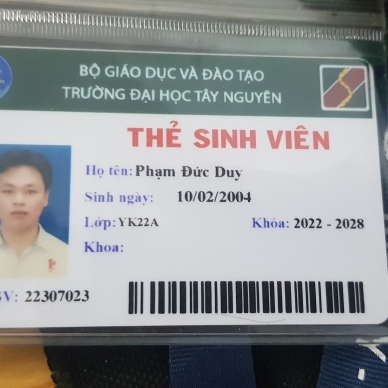 BỘ GIÁO DỤC VÀ ĐÀO TẠO
TRƯỜNG ĐẠI HỌC TÂY NGUYÊN
THẺ SINH VIÊN
Họ tên: Phạm Đức Duy
Sinh ngày: 10/02/2004
Lớp: YK22A Khóa: 2022 - 2028
Khoa:
SV: 22307023